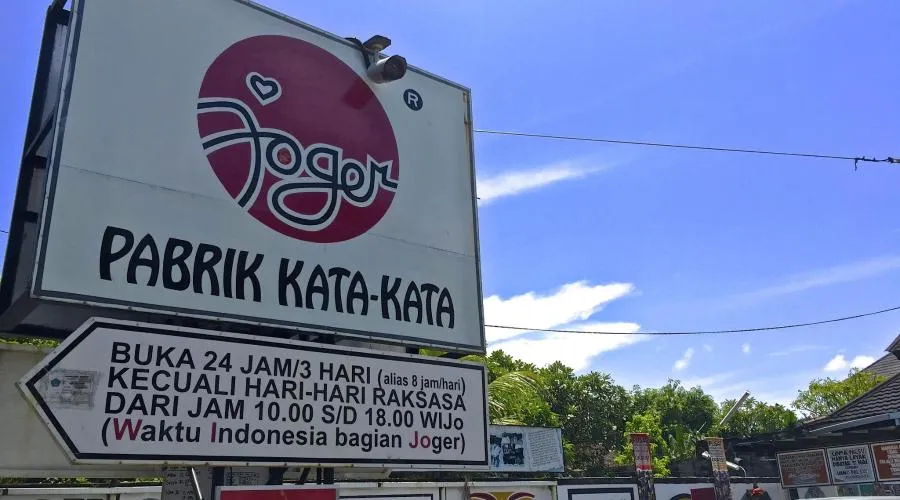 Joger
®
PABRIK KATA-KATA
BUKA 24 JAM/3 HARI (alias 8 jam/hari)
KECUALI HARI-HARI RAKSASA
DARI JAM 10.00 S/D 18.00 WIJo
(Waktu Indonesia bagian Joger)